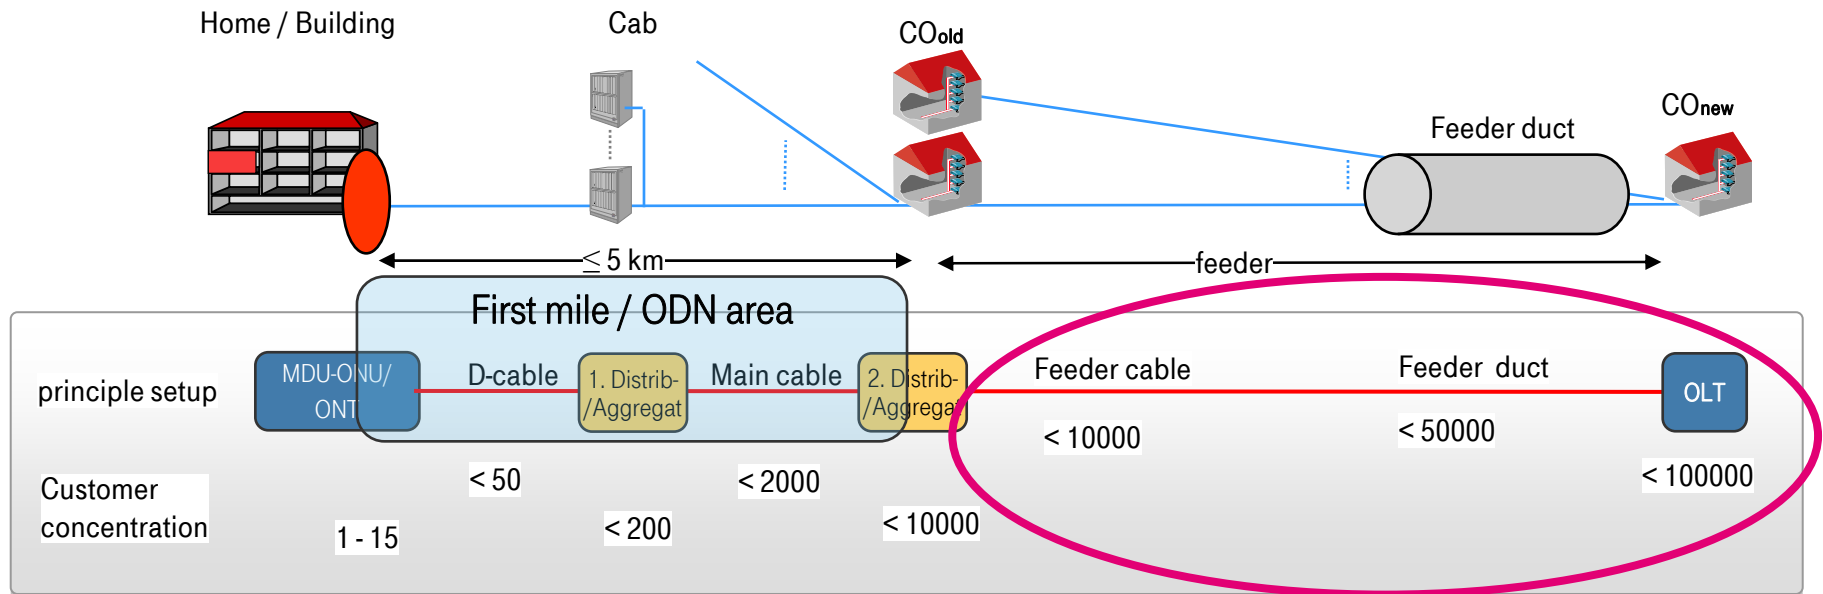 Home / Building
Cab
COold
COnew
Feeder duct
≤ 5 km
feeder
First mile / ODN area
principle setup
MDU-ONU/
ONT
D-cable
1. Distrib-
/Aggregat
Main cable
2. Distrib-
/Aggregat
Feeder cable
Feeder duct
OLT
< 10000
< 50000
< 100000
Customer
concentration
1 - 15
< 50
< 200
< 2000
< 10000